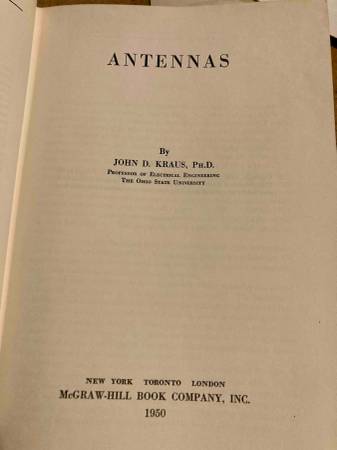 ANTENNAS
By
JOHN D. KRAUS, PH.D.
PROFESSOR OF ELECTRICAL ENGINEERING
THE OHIO STATE UNIVERSITY
NEW YORK TORONTO LONDON
McGRAW-HILL BOOK COMPANY, INC.
1950